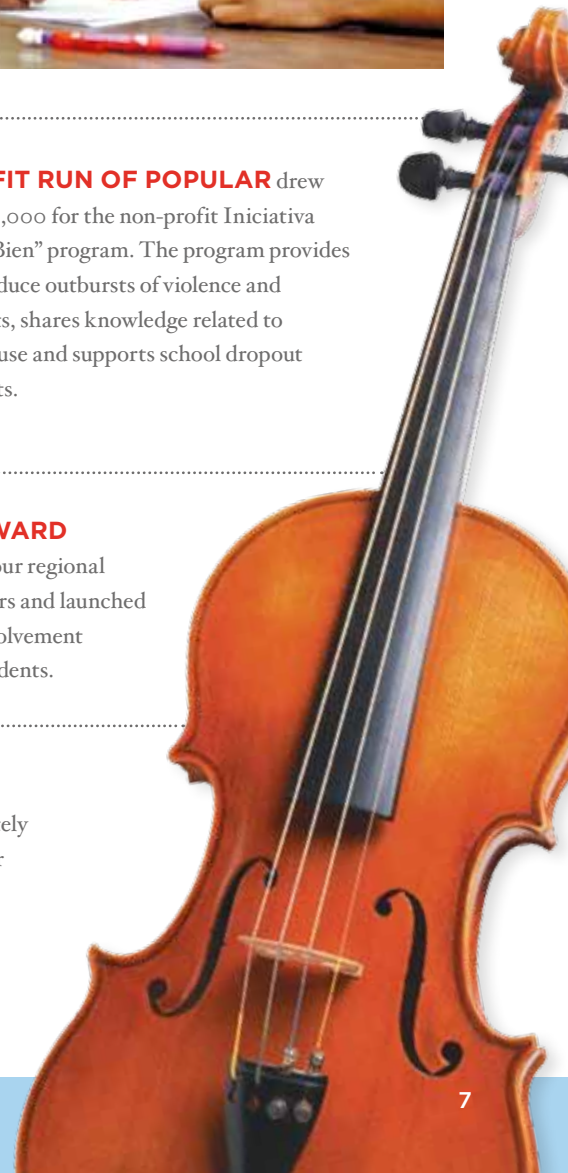 FIT RUN OF POPULAR drew
,000 for the non-profit Iniciativa
Bien” program. The program provides
duce outbursts of violence and
s, shares knowledge related to
use and supports school dropout
ts.
WARD
our regional
rs and launched
olvement
dents.
ely
r
7